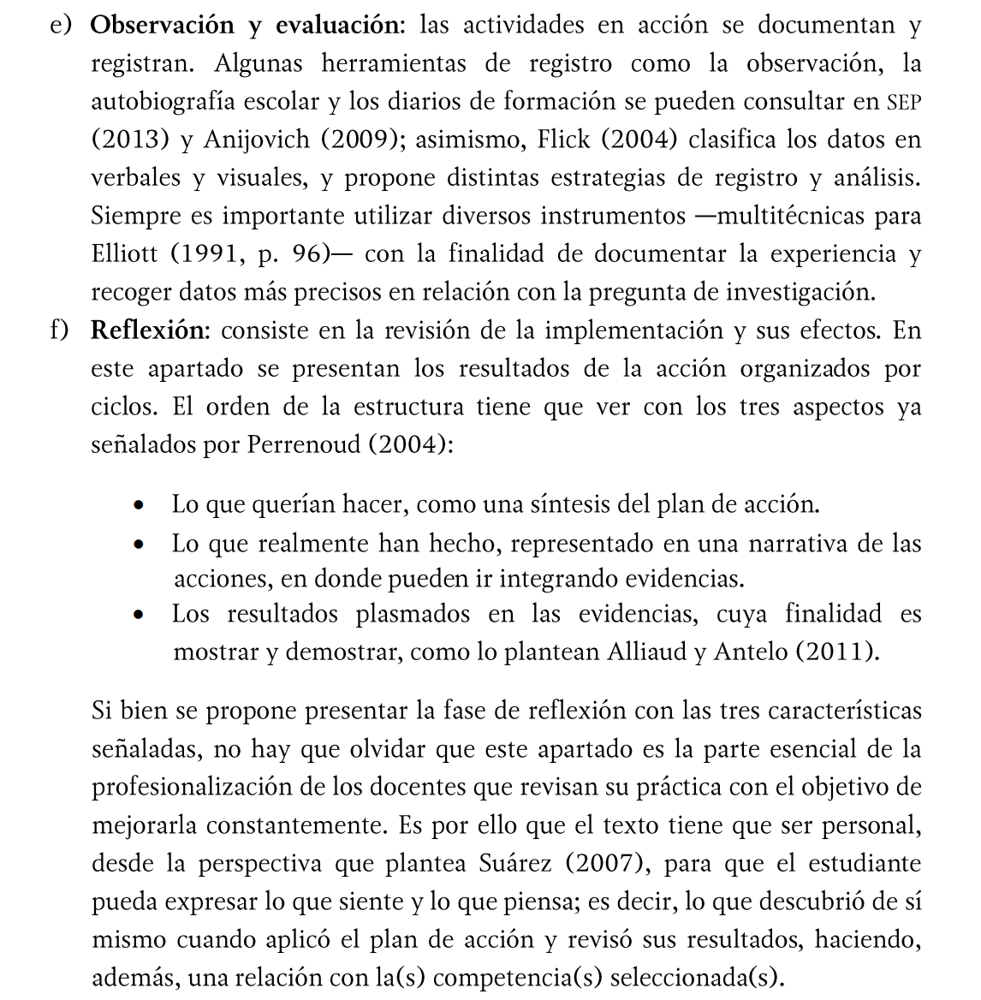 e) Observación y evaluación: las actividades en acción se documentan y
registran. Algunas herramientas de registro como la observación, la
autobiografía escolar y los diarios de formación se pueden consultar en SEP
(2013) y Anijovich (2009); asimismo, Flick (2004) clasifica los datos en
verbales y visuales, y propone distintas estrategias de registro y análisis.
Siempre es importante utilizar diversos instrumentos —multitécnicas para
Elliott (1991, p. 96)— con la finalidad de documentar la experiencia y
recoger datos más precisos en relación con la pregunta de investigación.
f) Reflexión: consiste en la revisión de la implementación y sus efectos. En
este apartado se presentan los resultados de la acción organizados por
ciclos. El orden de la estructura tiene que ver con los tres aspectos ya
señalados por Perrenoud (2004):
• Lo que querían hacer, como una síntesis del plan de acción.
• Lo que realmente han hecho, representado en una narrativa de las
acciones, en donde pueden ir integrando evidencias.
• Los resultados plasmados en las evidencias, cuya finalidad es
mostrar y demostrar, como lo plantean Alliaud y Antelo (2011).
Si bien se propone presentar la fase de reflexión con las tres características
señaladas, no hay que olvidar que este apartado es la parte esencial de la
profesionalización de los docentes que revisan su práctica con el objetivo de
mejorarla constantemente. Es por ello que el texto tiene que ser personal,
desde la perspectiva que plantea Suárez (2007), para que el estudiante
pueda expresar lo que siente y lo que piensa; es decir, lo que descubrió de sí
mismo cuando aplicó el plan de acción y revisó sus resultados, haciendo,
además, una relación con la(s) competencia(s) seleccionada(s).